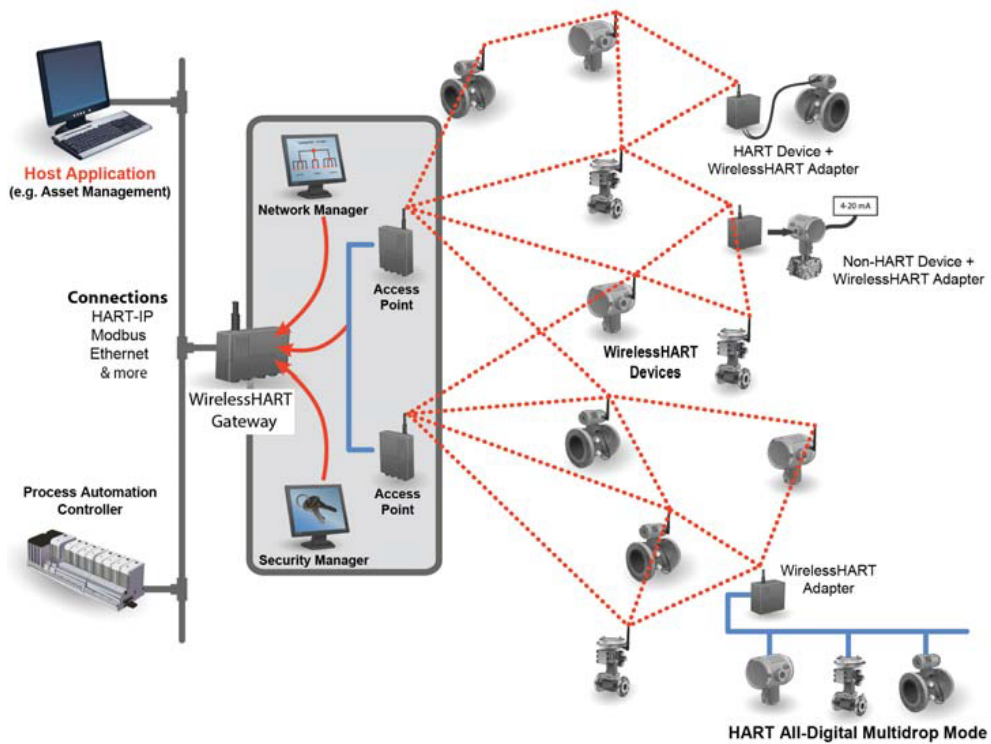 Host Application
(e.g. Asset Management)
Network Manager
Access
Point
HART Device +
WirelessHART Adapter
4-20 mA
Non-HART Device +
WirelessHART Adapter
Connections
HART-IP
Modbus
Ethernet
& more
WirelessHART
Gateway
WirelessHART
Devices
Process Automation
Controller
Access
Point
Security Manager
WirelessHART
Adapter
HART All-Digital Multidrop Mode